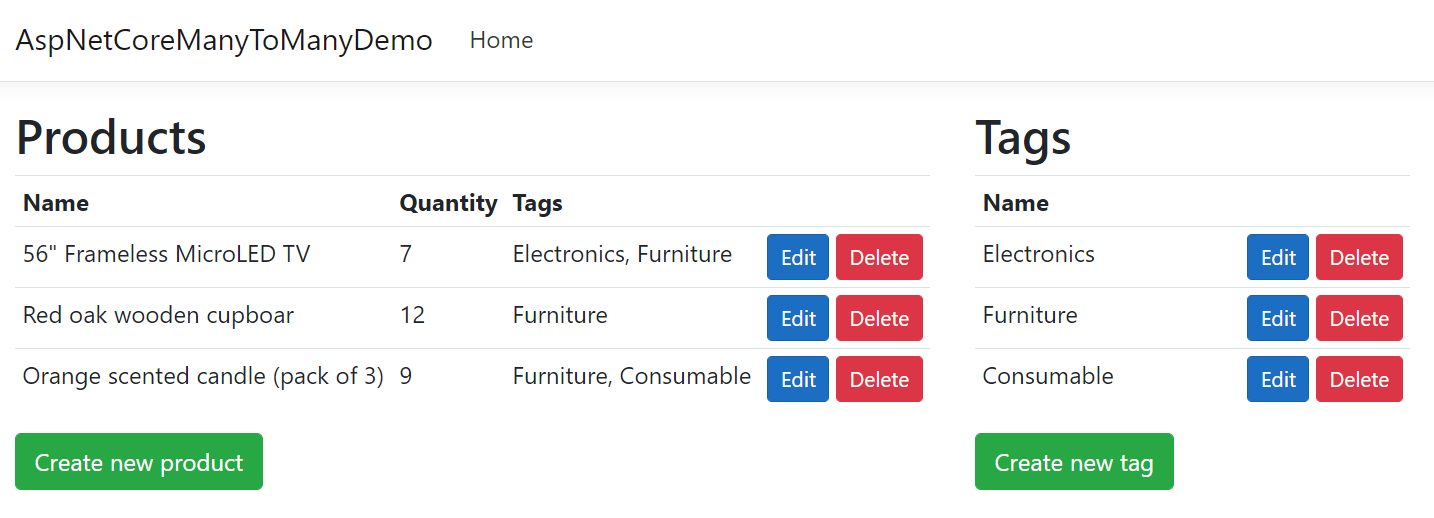 AspNetCoreManyToManyDemo Home
Products
Name Quantity Tags
56" Frameless MicroLED TV 7 Electronics, Furniture Edit Delete
Red oak wooden cupboar 12 Furniture Edit Delete
Orange scented candle (pack of 3) 9 Furniture, Consumable Edit Delete
Create new product
Tags
Name
Electronics Edit Delete
Furniture Edit Delete
Consumable Edit Delete
Create new tag